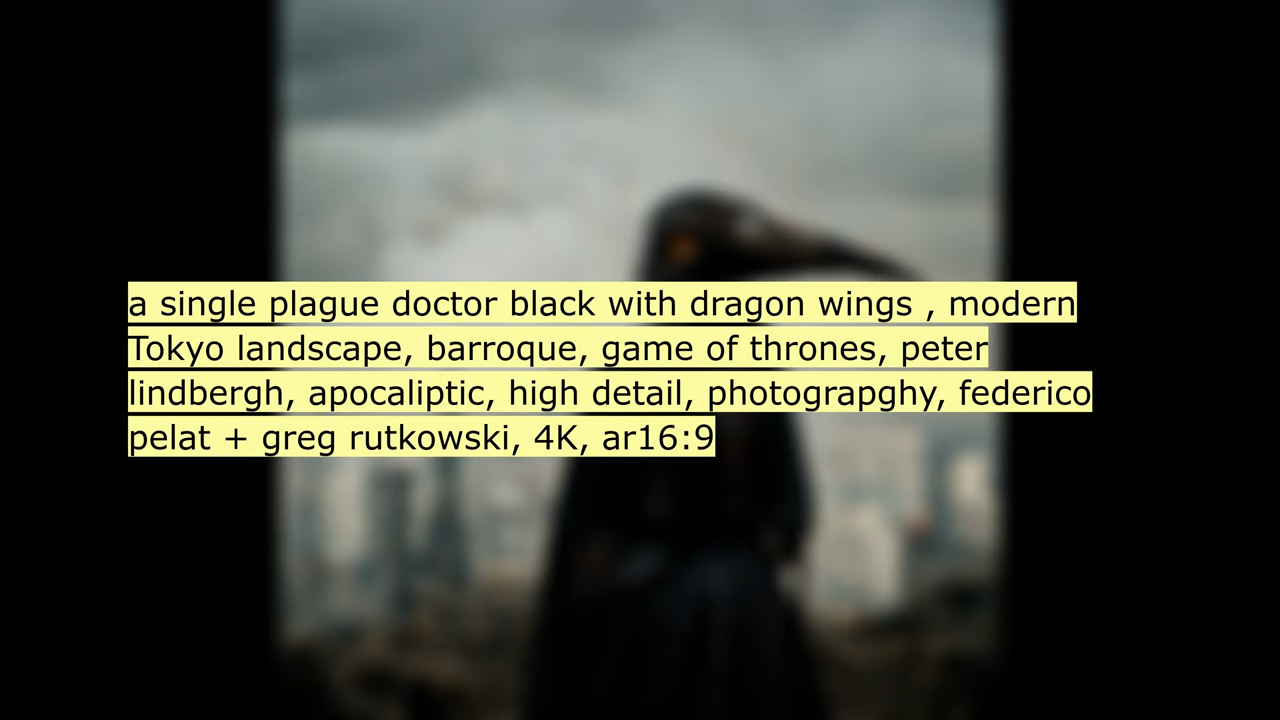 a single plague doctor black with dragon wings , modern
Tokyo landscape, barroque, game of thrones, peter
lindbergh, apocaliptic, high detail, photograpghy, federico
pelat + greg rutkowski, 4K, ar16:9